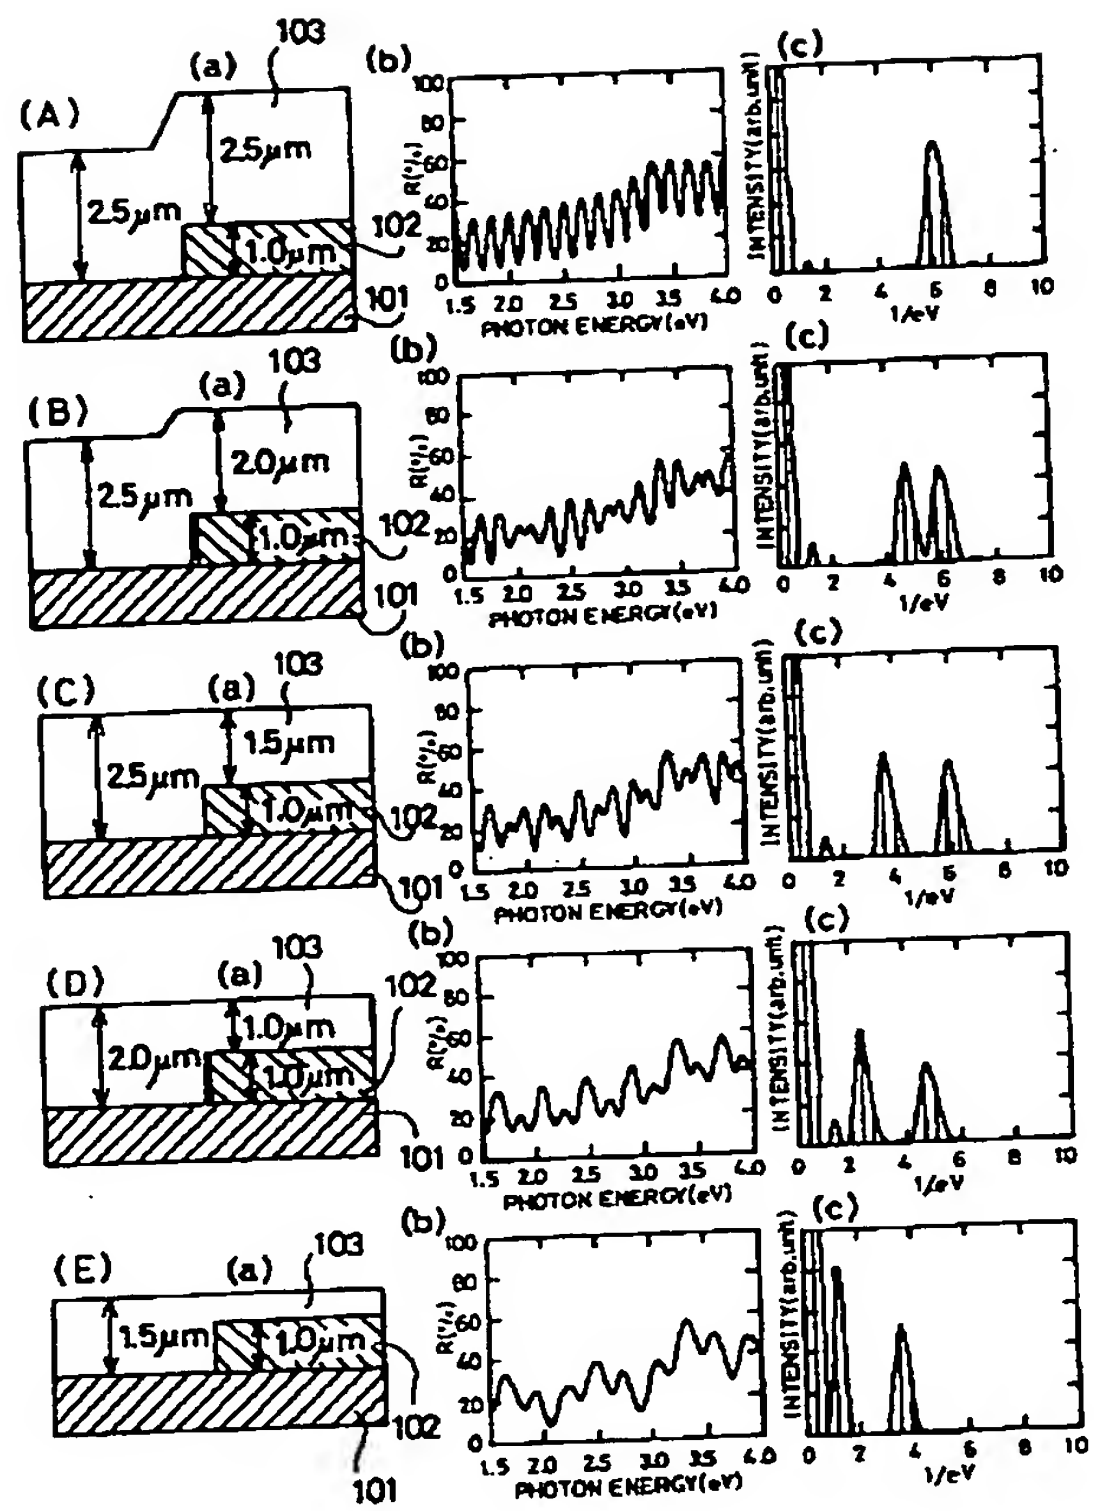 103
(a)
(A)
2.5μm
2.5μm
1.0μm
102
101
(b)
R(%)
100
80
60
40
20
0
1.5 2.0 2.5 3.0 3.5 4.0
PHOTON ENERGY(eV)
(c)
INTENSITY(arb.unit)
0 2 4 6 8 10
1/eV
103
(a)
(B)
2.0μm
2.5μm
1.0μm
102
101
(b)
R(%)
100
80
60
40
20
0
1.5 2.0 2.5 3.0 3.5 4.0
PHOTON ENERGY(eV)
(c)
INTENSITY(arb.unit)
0 2 4 6 8 10
1/eV
103
(a)
(C)
1.5μm
2.5μm
1.0μm
102
101
(b)
R(%)
100
80
60
40
20
0
1.5 2.0 2.5 3.0 3.5 4.0
PHOTON ENERGY(eV)
(c)
INTENSITY(arb.unit)
0 2 4 6 8 10
1/eV
103
(a)
(D)
102
1.0μm
2.0μm
1.0μm
101
(b)
R(%)
100
80
60
40
20
0
1.5 2.0 2.5 3.0 3.5 4.0
PHOTON ENERGY(eV)
(c)
INTENSITY(arb.unit)
0 2 4 6 8 10
1/eV
103
(a)
(E)
1.5μm
1.0μm
102
101
(b)
R(%)
100
80
60
40
20
0
1.5 2.0 2.5 3.0 3.5 4.0
PHOTON ENERGY(eV)
(c)
INTENSITY(arb.unit)
0 2 4 6 8 10
1/eV